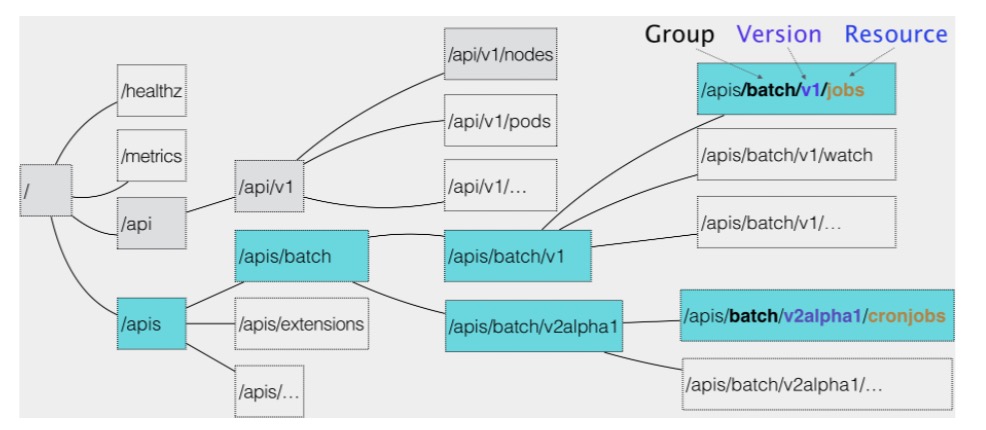 Group Version Resource
/api/v1/nodes
/healthz
/apis/batch/v1/jobs
/api/v1/pods
/metrics
/apis/batch/v1/watch
/
/api/v1
/api/v1/...
/api
/apis/batch/v1/...
/apis/batch
/apis/batch/v1
/apis
/apis/extensions
/apis/batch/v2alpha1
/apis/batch/v2alpha1/cronjobs
/apis/...
/apis/batch/v2alpha1/...